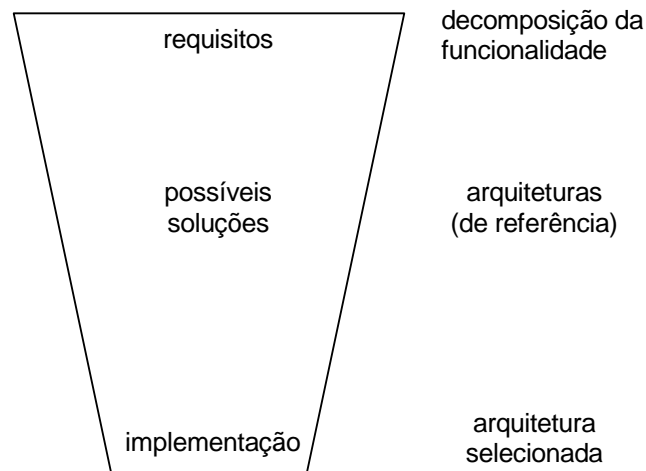 requisitos
decomposição da
funcionalidade
possíveis
soluções
arquiteturas
(de referência)
implementação
arquitetura
selecionada